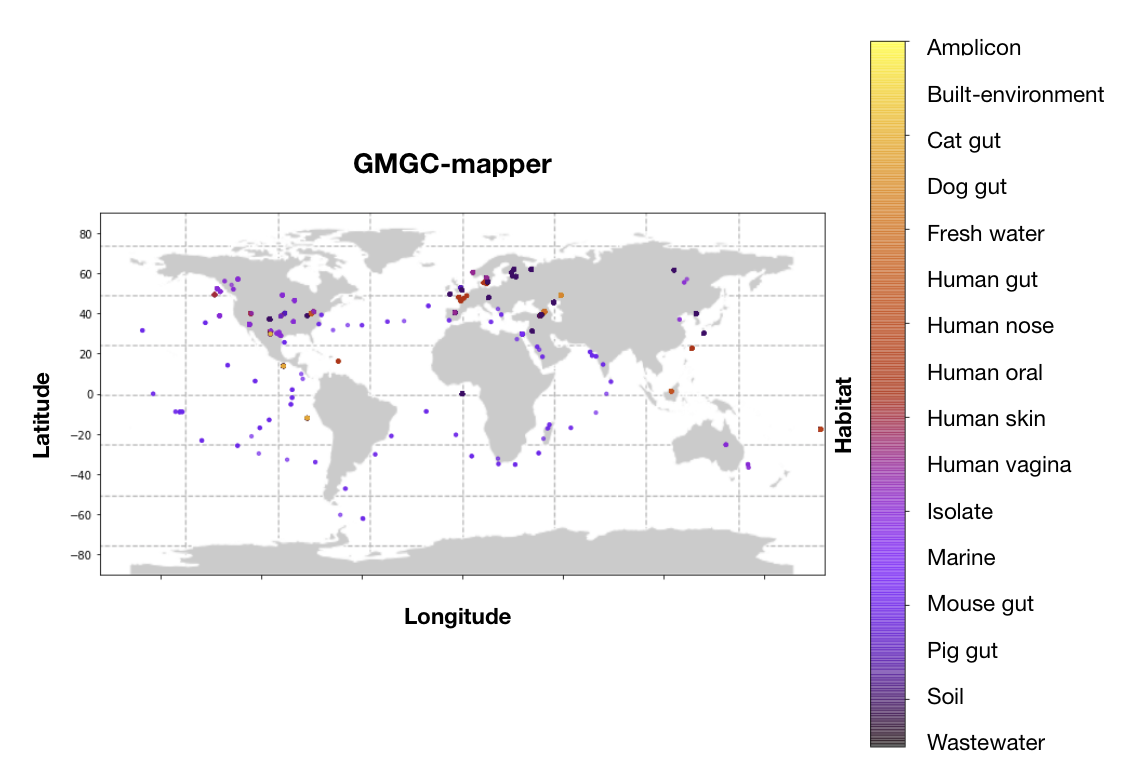 GMGC-mapper
80
60
40
20
0
−20
−40
−60
−80
Latitude
Longitude
Habitat
Amplicon
Built-environment
Cat gut
Dog gut
Fresh water
Human gut
Human nose
Human oral
Human skin
Human vagina
Isolate
Marine
Mouse gut
Pig gut
Soil
Wastewater